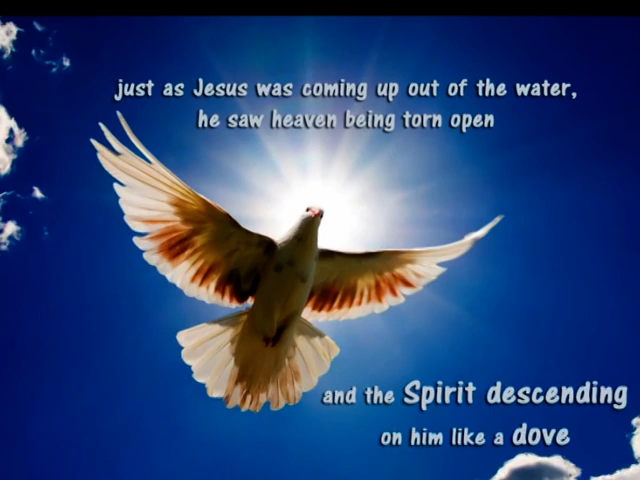 just as Jesus was coming up out of the water,
he saw heaven being torn open
and the Spirit descending
on him like a dove